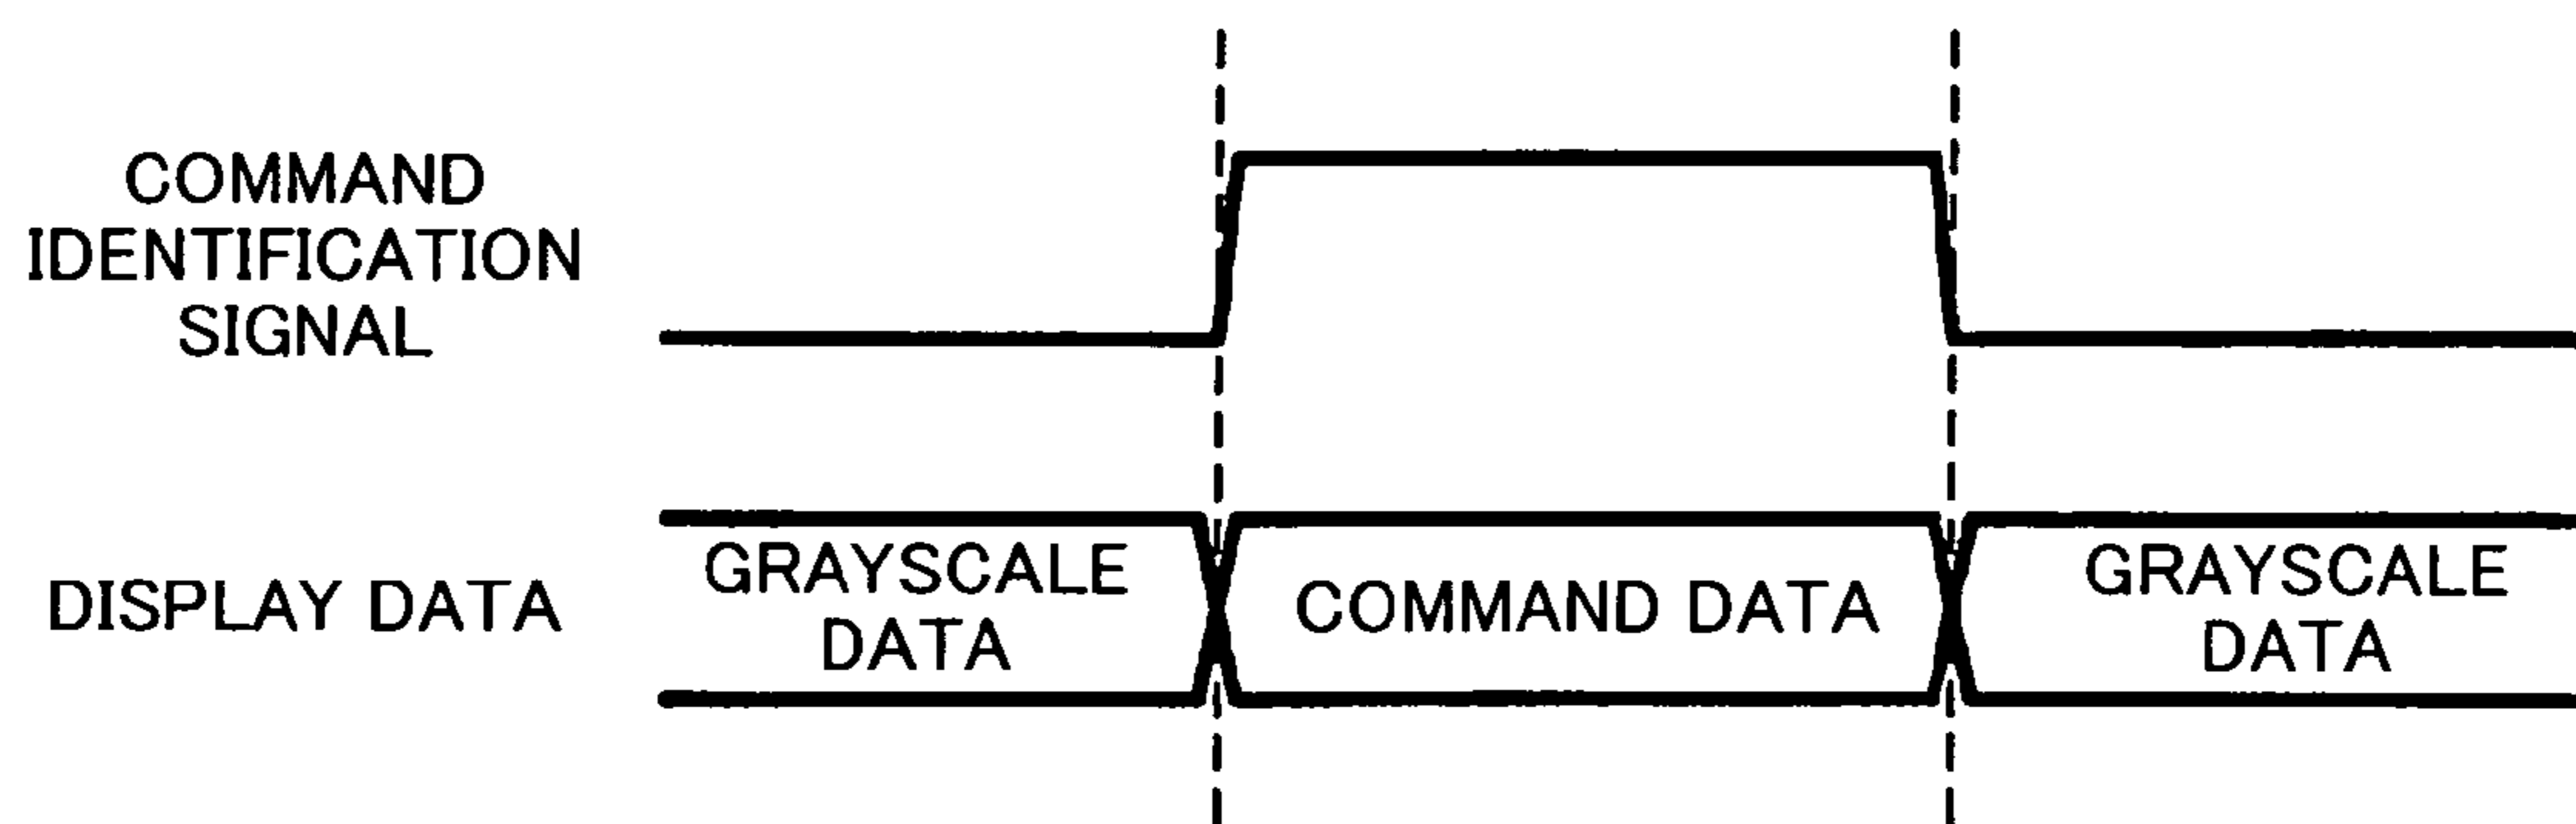 COMMAND
IDENTIFICATION
SIGNAL
DISPLAY DATA
GRAYSCALE
DATA
COMMAND DATA
GRAYSCALE
DATA